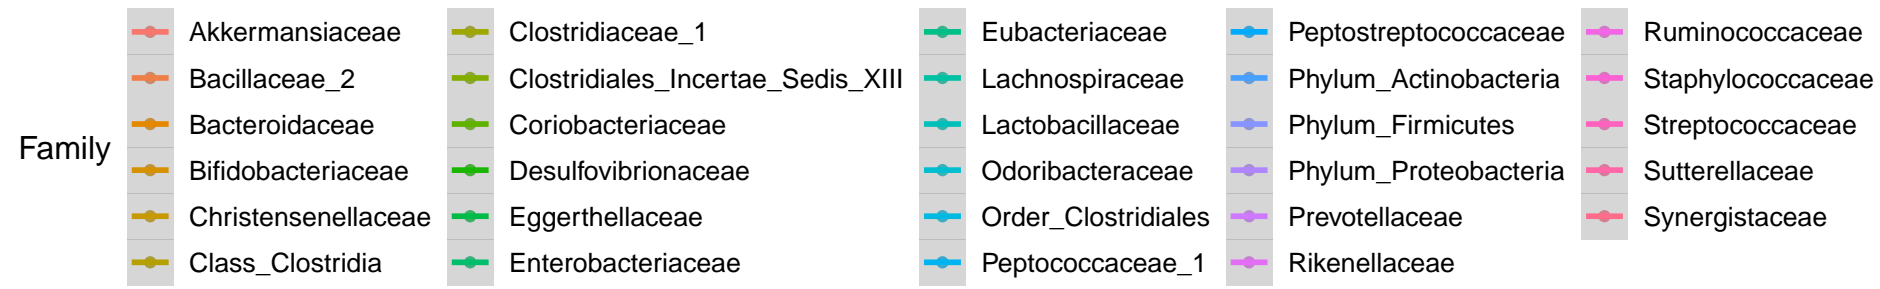 Family
Akkermansiaceae
Bacillaceae_2
Bacteroidaceae
Bifidobacteriaceae
Christensenellaceae
Class_Clostridia
Clostridiaceae_1
Clostridiales_Incertae_Sedis_XIII
Coriobacteriaceae
Desulfovibrionaceae
Eggerthellaceae
Enterobacteriaceae
Eubacteriaceae
Lachnospiraceae
Lactobacillaceae
Odoribacteraceae
Order_Clostridiales
Peptococcaceae_1
Peptostreptococcaceae
Phylum_Actinobacteria
Phylum_Firmicutes
Phylum_Proteobacteria
Prevotellaceae
Rikenellaceae
Ruminococcaceae
Staphylococcaceae
Streptococcaceae
Sutterellaceae
Synergistaceae